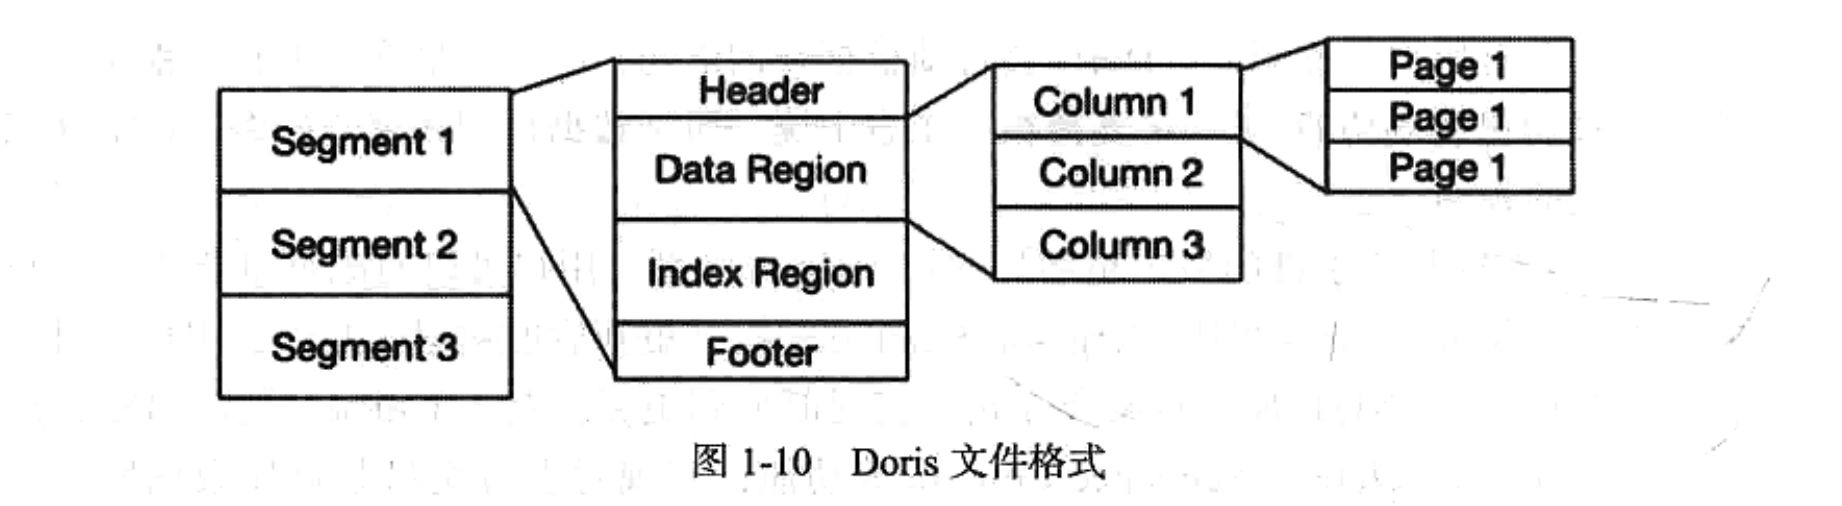 Segment 1
Segment 2
Segment 3
Header
Data Region
Index Region
Footer
Column 1
Column 2
Column 3
Page 1
Page 1
Page 1
图 1-10 Doris 文件格式